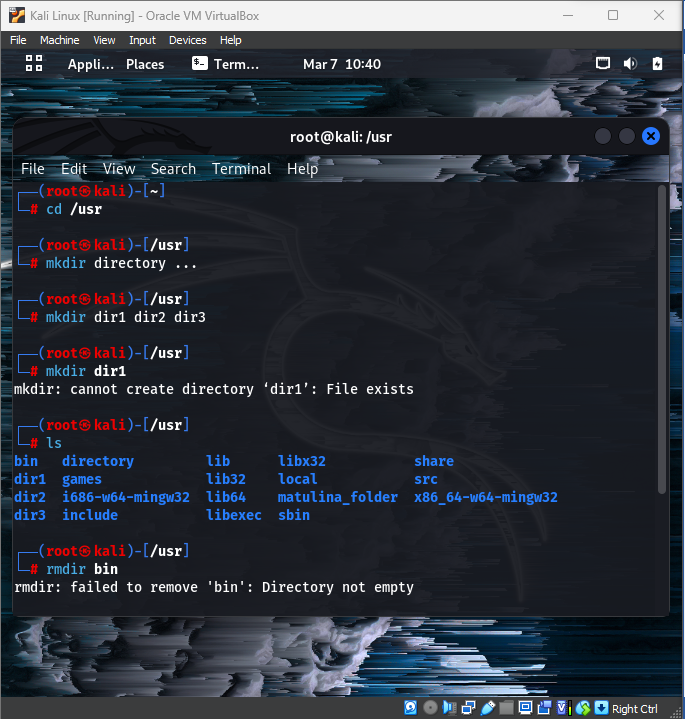 Kali Linux [Running] - Oracle VM VirtualBox
File Machine View Input Devices Help
Appli... Places Term... Mar 7 10:40
root@kali: /usr
File Edit View Search Terminal Help
┌──(root㉿kali)-[~]
└─# cd /usr
┌──(root㉿kali)-[/usr]
└─# mkdir directory ...
┌──(root㉿kali)-[/usr]
└─# mkdir dir1 dir2 dir3
┌──(root㉿kali)-[/usr]
└─# mkdir dir1
mkdir: cannot create directory ‘dir1’: File exists
┌──(root㉿kali)-[/usr]
└─# ls
bin directory lib libx32 share
dir1 games lib32 local src
dir2 i686-w64-mingw32 lib64 matulina_folder x86_64-w64-mingw32
dir3 include libexec sbin
┌──(root㉿kali)-[/usr]
└─# rmdir bin
rmdir: failed to remove 'bin': Directory not empty
Right Ctrl